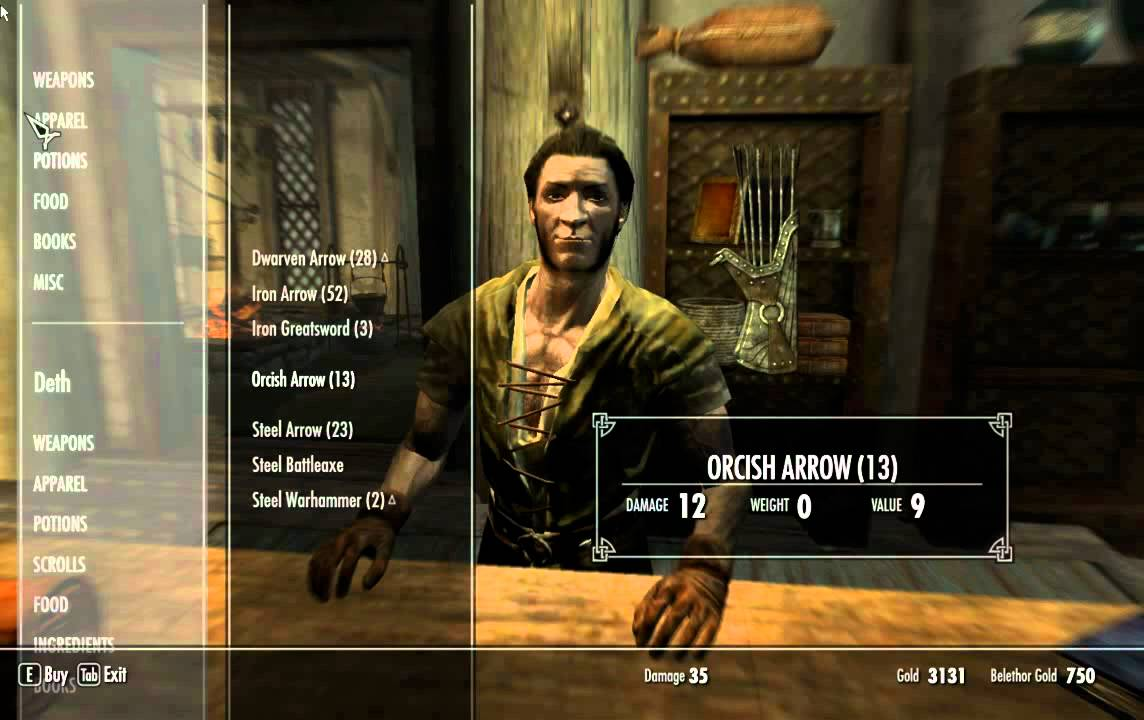 WEAPONS
APPAREL
POTIONS
FOOD
BOOKS
MISC
Deth
WEAPONS
APPAREL
POTIONS
SCROLLS
FOOD
INGREDIENTS
BOOKS
Dwarven Arrow (28)
Iron Arrow (52)
Iron Greatsword (3)
Orcish Arrow (13)
Steel Arrow (23)
Steel Battleaxe
Steel Warhammer (2)
ORCISH ARROW (13)
DAMAGE 12 WEIGHT 0 VALUE 9
E Buy Tab Exit
Damage 35
Gold 3131 Belethor Gold 750